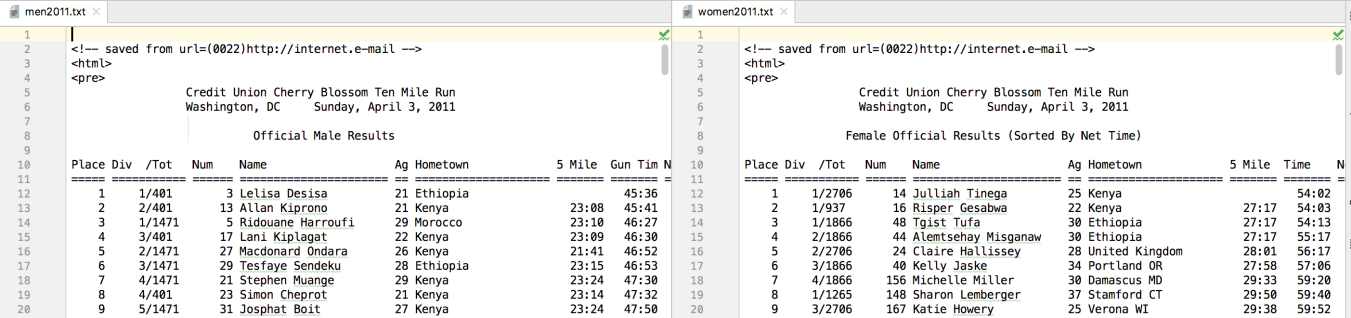 men2011.txt
1
2 <!-- saved from url=(0022)http://internet.e-mail -->
3 <html>
4 <pre>
5 Credit Union Cherry Blossom Ten Mile Run
6 Washington, DC     Sunday, April 3, 2011
7
8 Official Male Results
9
10 Place Div  /Tot   Num    Name                   Ag Hometown             5 Mile  Gun Tim N
11 ===== =========== ====== ====================== == ==================== ======= ======= =
12     1     1/401        3 Lelisa Desisa          21 Ethiopia                       45:36
13     2     2/401       13 Allan Kiprono          21 Kenya                  23:08   45:41
14     3     1/1471       5 Ridouane Harroufi      29 Morocco                23:10   46:27
15     4     3/401       17 Lani Kiplagat          22 Kenya                  23:09   46:30
16     5     2/1471      27 Macdonard Ondara       26 Kenya                  21:41   46:52
17     6     3/1471      29 Tesfaye Sendeku        28 Ethiopia               23:15   46:53
18     7     4/1471      21 Stephen Muange         29 Kenya                  23:24   47:30
19     8     4/401       23 Simon Cheprot          21 Kenya                  23:14   47:32
20     9     5/1471      31 Josphat Boit           27 Kenya                  23:24   47:50
women2011.txt
1
2 <!-- saved from url=(0022)http://internet.e-mail -->
3 <html>
4 <pre>
5 Credit Union Cherry Blossom Ten Mile Run
6 Washington, DC     Sunday, April 3, 2011
7
8 Female Official Results (Sorted By Net Time)
9
10 Place Div  /Tot   Num    Name                   Ag Hometown             5 Mile  Time    N
11 ===== =========== ====== ====================== == ==================== ======= ======= =
12     1     1/2706      14 Julliah Tinega         25 Kenya                          54:02
13     2     1/937       16 Risper Gesabwa         22 Kenya                  27:17   54:03
14     3     1/1866      48 Tgist Tufa             30 Ethiopia               27:17   54:13
15     4     2/1866      44 Alemtsehay Misganaw    30 Ethiopia               27:17   55:17
16     5     2/2706      24 Claire Hallissey       28 United Kingdom         28:01   56:17
17     6     3/1866      40 Kelly Jaske            34 Portland OR            27:58   57:06
18     7     4/1866     156 Michelle Miller        30 Damascus MD            29:33   59:20
19     8     1/1265     148 Sharon Lemberger       37 Stamford CT            29:50   59:40
20     9     3/2706     167 Katie Howery           25 Verona WI              29:38   59:52